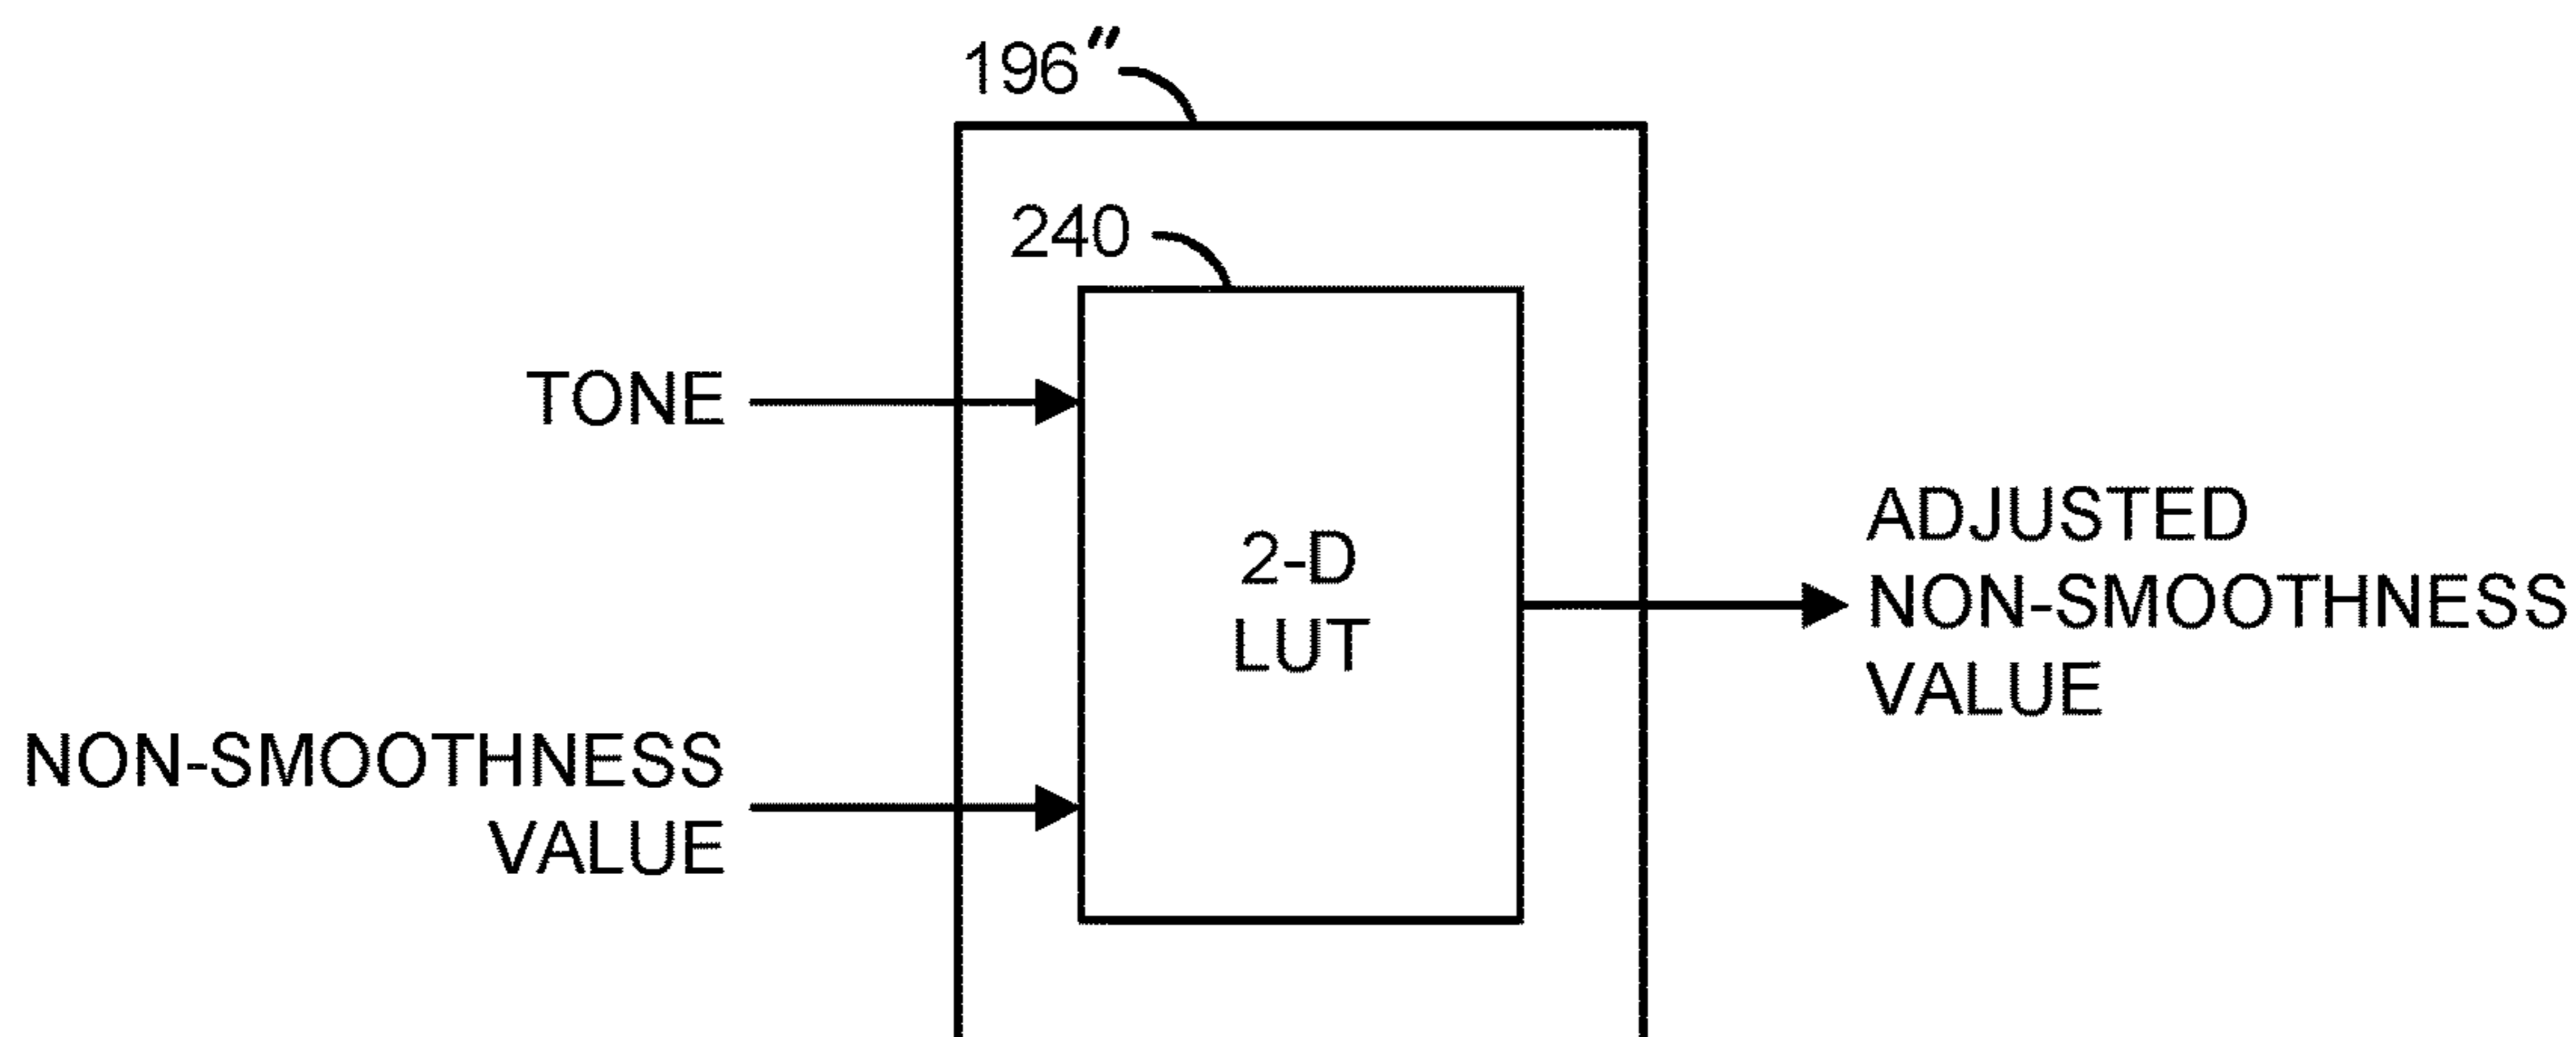 196"
240
TONE
2-D
LUT
NON-SMOOTHNESS
VALUE
ADJUSTED
NON-SMOOTHNESS
VALUE